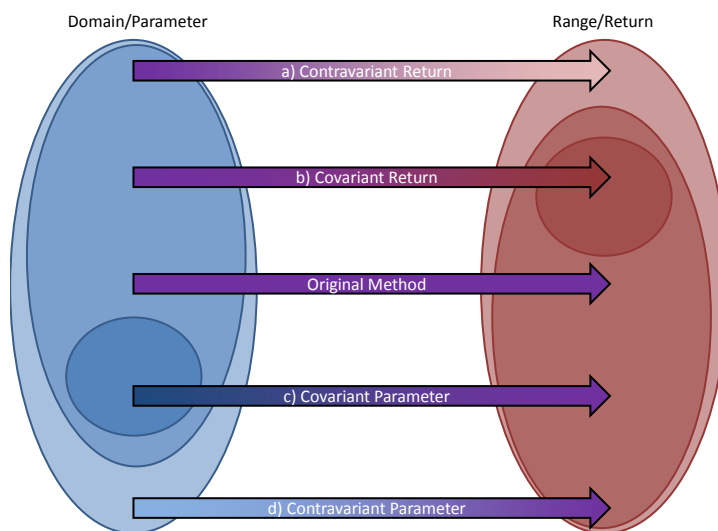 Domain/Parameter
Range/Return
a) Contravariant Return
b) Covariant Return
Original Method
c) Covariant Parameter
d) Contravariant Parameter